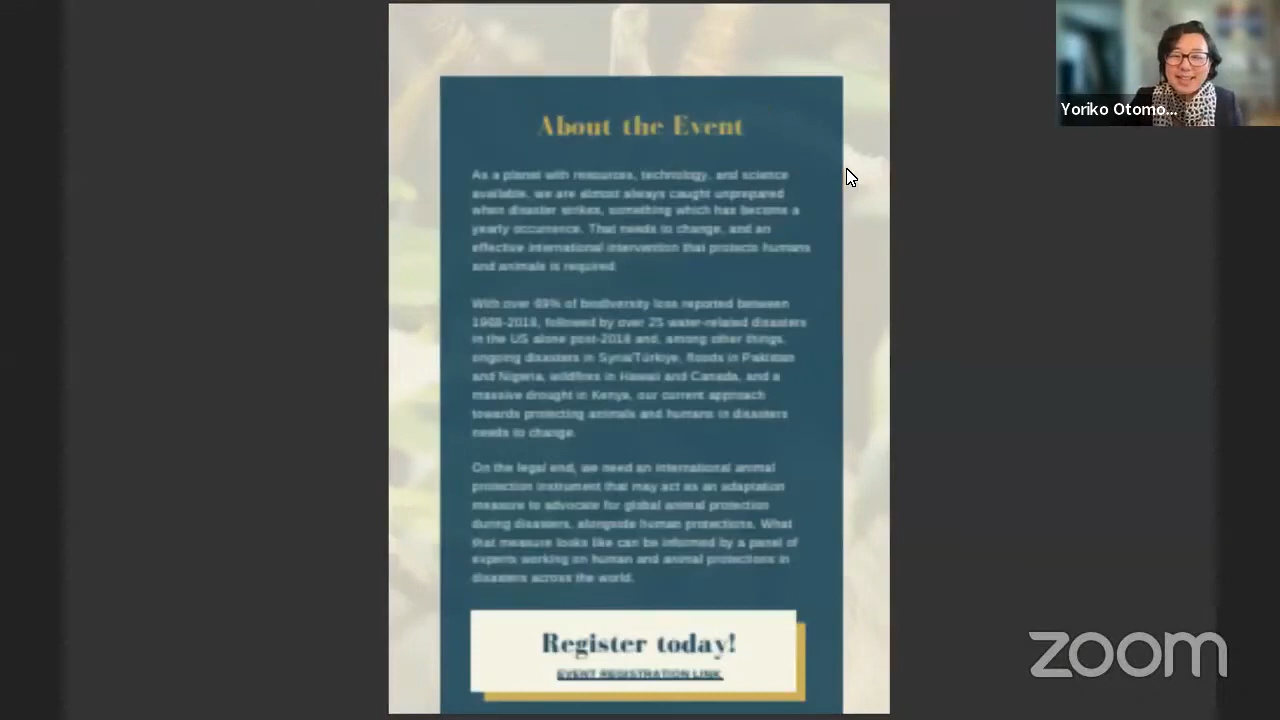 About the Event
As a planet with resources, technology, and science
available, we are almost always caught unprepared
when disaster strikes, something which has become a
yearly occurrence. That needs to change, and an
effective international intervention that protects humans
and animals is required.
With over 69% of biodiversity loss reported between
followed by over 25 water-related disasters
in the US alone post-2018 and, among other things,
ongoing disasters in Syria/Türkiye, floods in Pakistan
and Nigeria, wildfires in Hawaii and Canada, and a
massive drought in Kenya, our current approach
towards protecting animals and humans in disasters
needs to change.
On the legal end, we need an international animal
protection instrument that may act as an adaptation
measure to advocate for global animal protection
during disasters, alongside human protections. What
that measure looks like can be informed by a panel of
experts working on human and animal protections in
disasters across the world.
Register today!
EVENT REGISTRATION LINK
Yoriko Otomo...
zoom